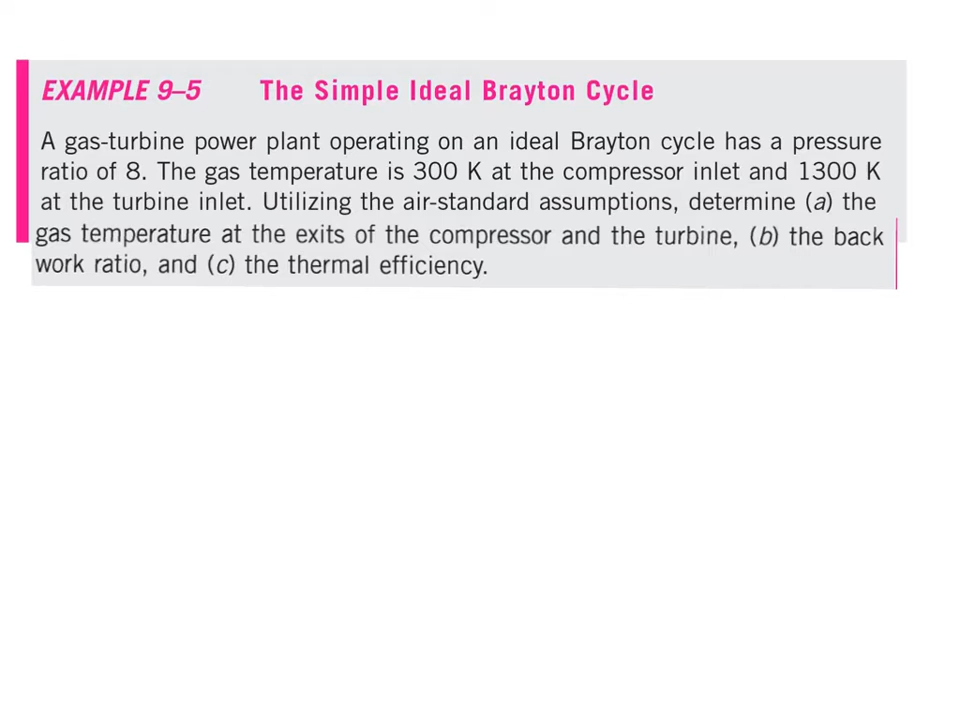 EXAMPLE 9–5 The Simple Ideal Brayton Cycle
A gas-turbine power plant operating on an ideal Brayton cycle has a pressure
ratio of 8. The gas temperature is 300 K at the compressor inlet and 1300 K
at the turbine inlet. Utilizing the air-standard assumptions, determine (a) the
gas temperature at the exits of the compressor and the turbine, (b) the back
work ratio, and (c) the thermal efficiency.